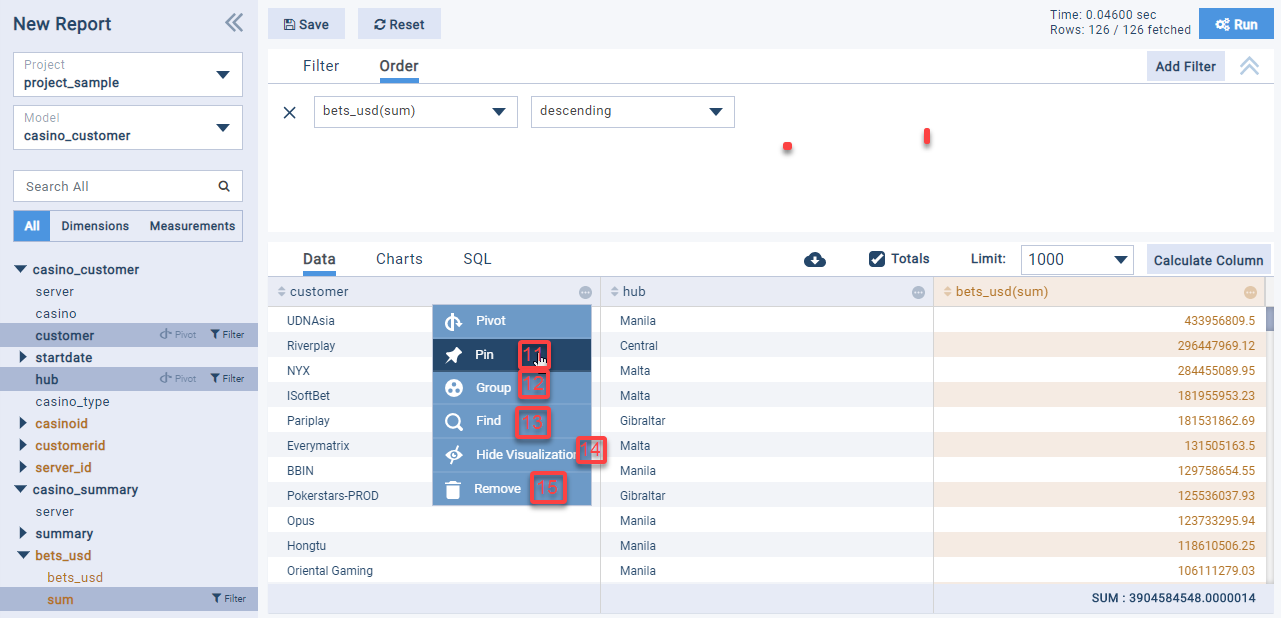 New Report
Project
project_sample
Model
casino_customer
Search All
All Dimensions Measurements
casino_customer
server
casino
customer Pivot Filter
startdate
hub Pivot Filter
casino_type
casinoid
customerid
server_id
casino_summary
server
summary
bets_usd
bets_usd
sum Filter
Save Reset
Time: 0.04600 sec
Rows: 126 / 126 fetched
Run
Filter Order Add Filter
bets_usd(sum) descending
Data Charts SQL Totals Limit: 1000 Calculate Column
customer hub bets_usd(sum)
UDNAsia Manila 433956809.5
Riverplay Central 296447969.12
NYX Malta 284455089.95
ISoftBet Malta 181955953.23
Pariplay Gibraltar 181531862.69
Everymatrix Malta 131505163.5
BBIN Manila 129758654.55
Pokerstars-PROD Gibraltar 125536037.93
Opus Manila 123733295.94
Hongtu Manila 118610506.25
Oriental Gaming Manila 106111279.03
SUM : 3904584548.0000014
Pivot
Pin 11
Group 12
Find 13
Hide Visualization 14
Remove 15